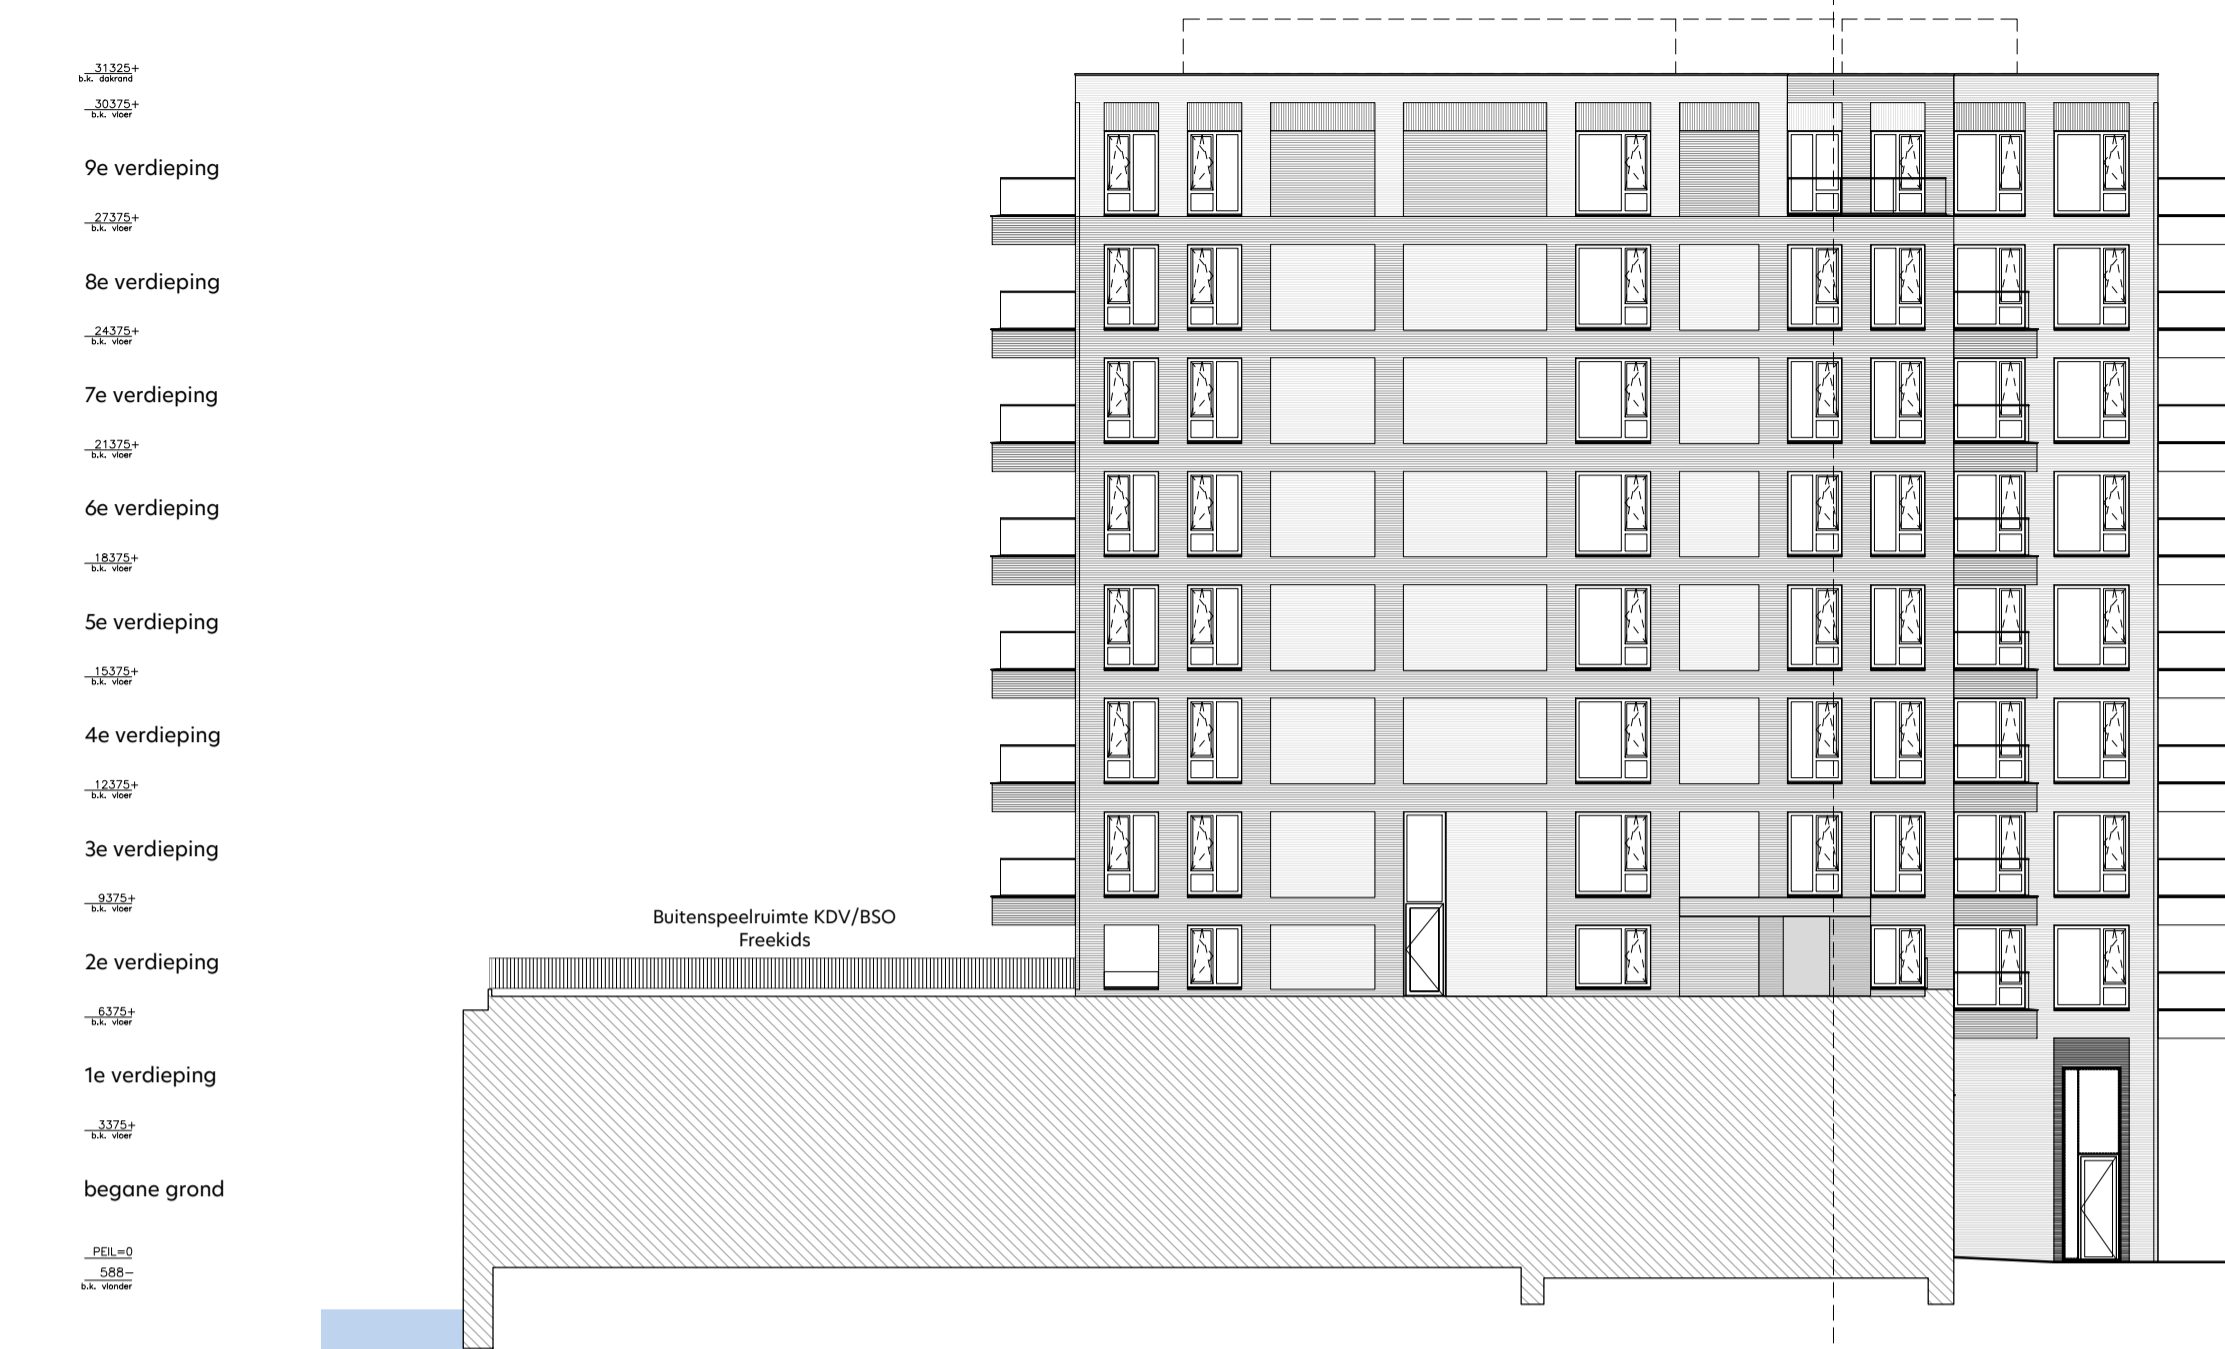 31325+
b.k. dakrand
30375+
b.k. vloer
9e verdieping
27375+
b.k. vloer
8e verdieping
24375+
b.k. vloer
7e verdieping
21375+
b.k. vloer
6e verdieping
18375+
b.k. vloer
5e verdieping
15375+
b.k. vloer
4e verdieping
12375+
b.k. vloer
3e verdieping
9375+
b.k. vloer
Buitenspeelruimte KDV/BSO
Freekids
2e verdieping
6375+
b.k. vloer
1e verdieping
3375+
b.k. vloer
begane grond
PEIL=0
588−
b.k. vlonder